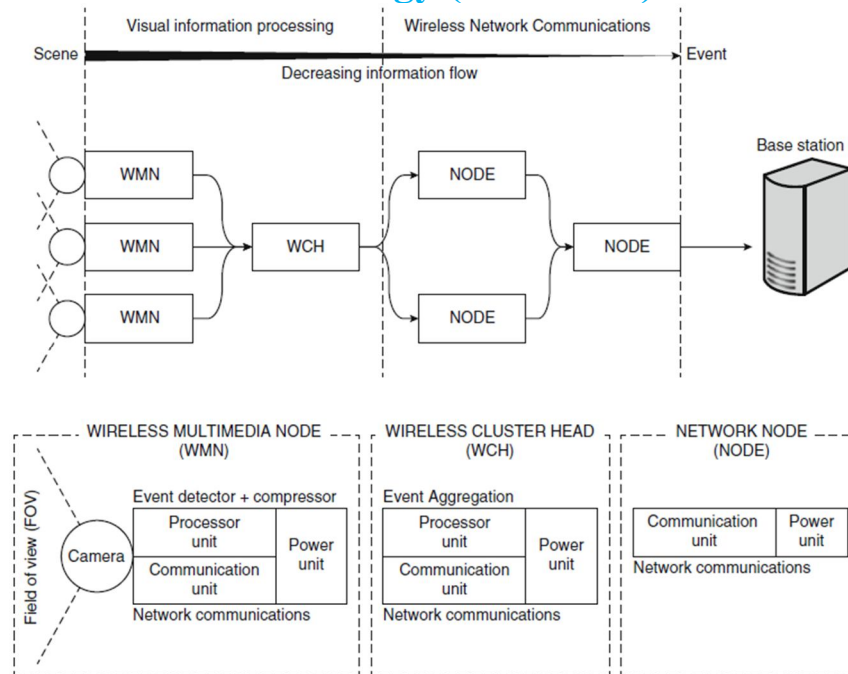 Visual information processing
Wireless Network Communications
Scene
Event
Decreasing information flow
Base station
WMN
NODE
WMN
WCH
NODE
WMN
NODE
WIRELESS MULTIMEDIA NODE
(WMN)
WIRELESS CLUSTER HEAD
(WCH)
NETWORK NODE
(NODE)
Field of view (FOV)
Camera
Event detector + compressor
Processor
unit
Communication
unit
Power
unit
Network communications
Event Aggregation
Processor
unit
Communication
unit
Power
unit
Network communications
Communication
unit
Power
unit
Network communications